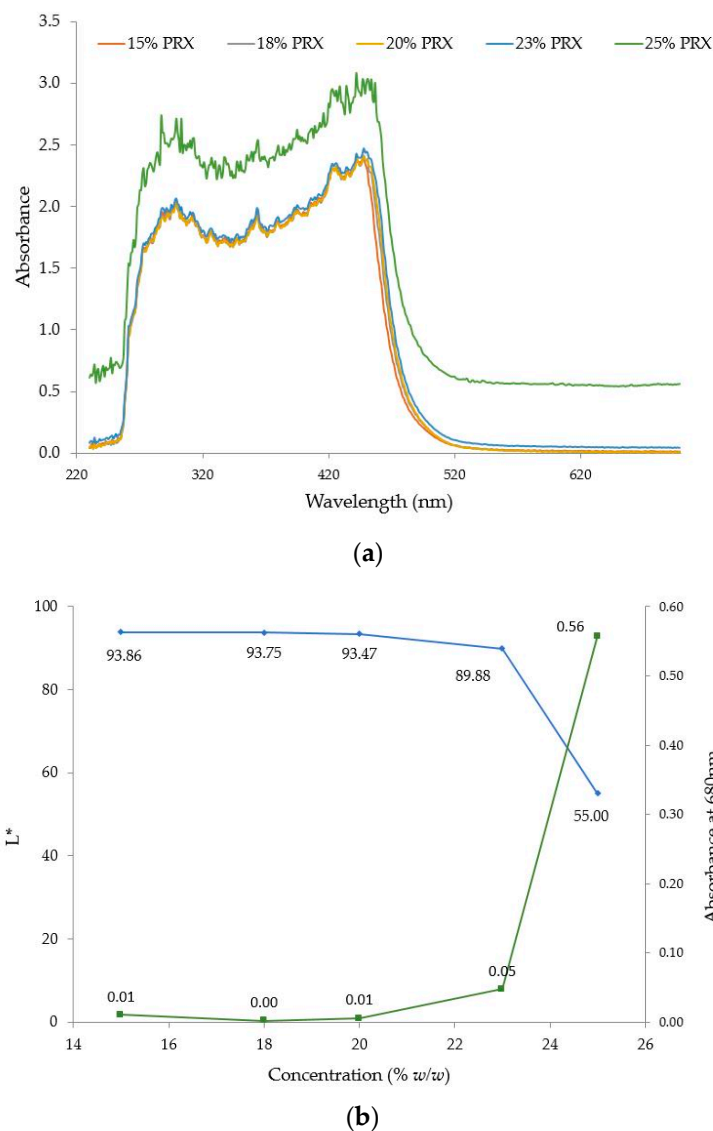 15% PRX 18% PRX 20% PRX 23% PRX 25% PRX
3.5
3.0
2.5
2.0
1.5
1.0
0.5
0.0
Absorbance
220 320 420 520 620
Wavelength (nm)
(a)
100
80
60
40
20
0
L*
93.86 93.75 93.47 89.88 55.00
0.01 0.00 0.01 0.05 0.56
0.60
0.50
0.40
0.30
0.20
0.10
0.00
Absorbance at 680nm
14 16 18 20 22 24 26
Concentration (% w/w)
(b)